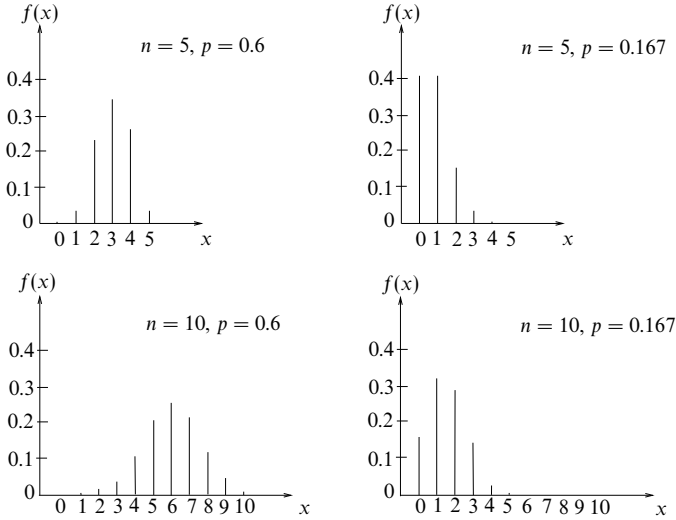 f(x)
n = 5, p = 0.6
0.4
0.3
0.2
0.1
0
0 1 2 3 4 5 x
f(x)
n = 5, p = 0.167
0.4
0.3
0.2
0.1
0
0 1 2 3 4 5 x
f(x)
n = 10, p = 0.6
0.4
0.3
0.2
0.1
0
0 1 2 3 4 5 6 7 8 9 10 x
f(x)
n = 10, p = 0.167
0.4
0.3
0.2
0.1
0
0 1 2 3 4 5 6 7 8 9 10 x